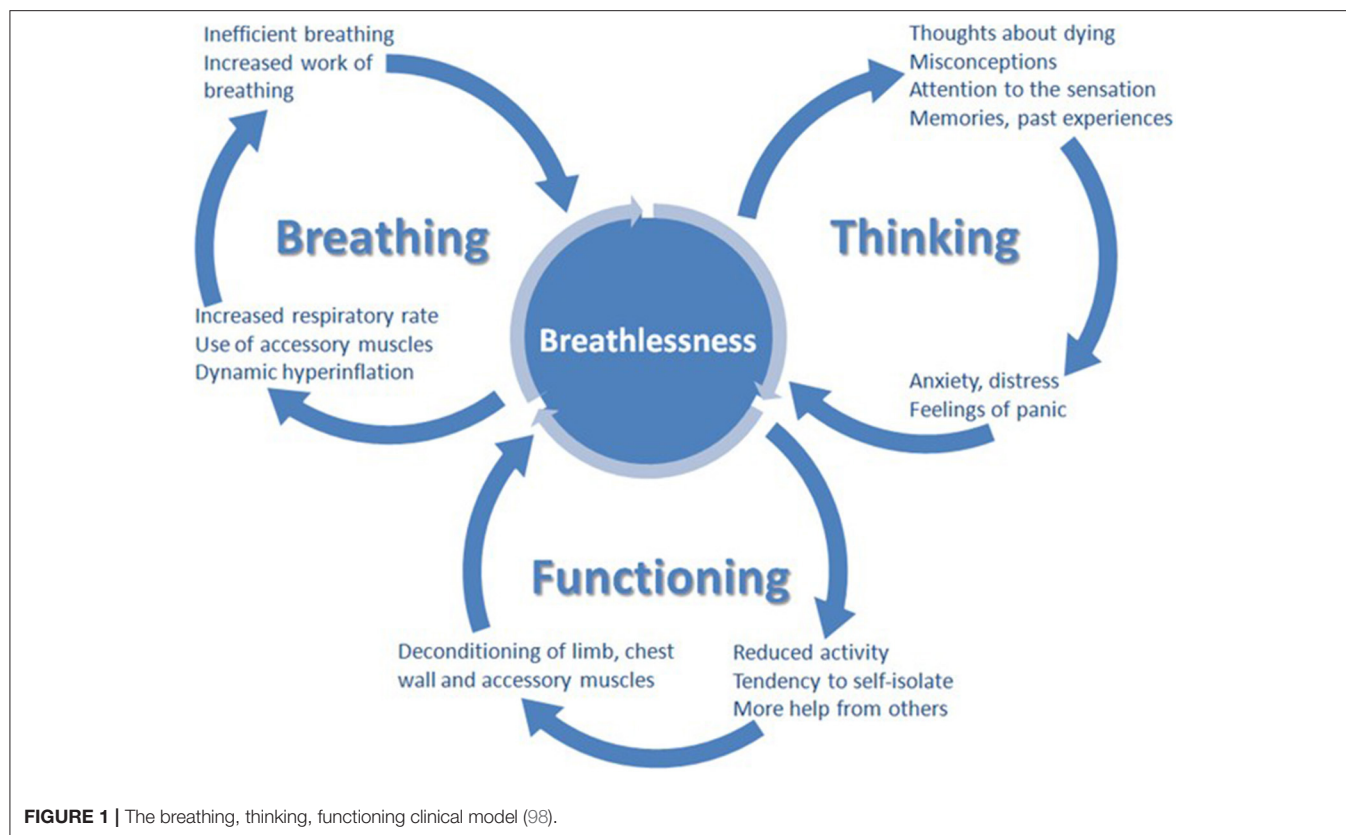 Inefficient breathing
Increased work of
breathing
Thoughts about dying
Misconceptions
Attention to the sensation
Memories, past experiences
Breathing
Thinking
Increased respiratory rate
Use of accessory muscles
Dynamic hyperinflation
Breathlessness
Anxiety, distress
Feelings of panic
Functioning
Deconditioning of limb, chest
wall and accessory muscles
Reduced activity
Tendency to self-isolate
More help from others
FIGURE 1 | The breathing, thinking, functioning clinical model (98).